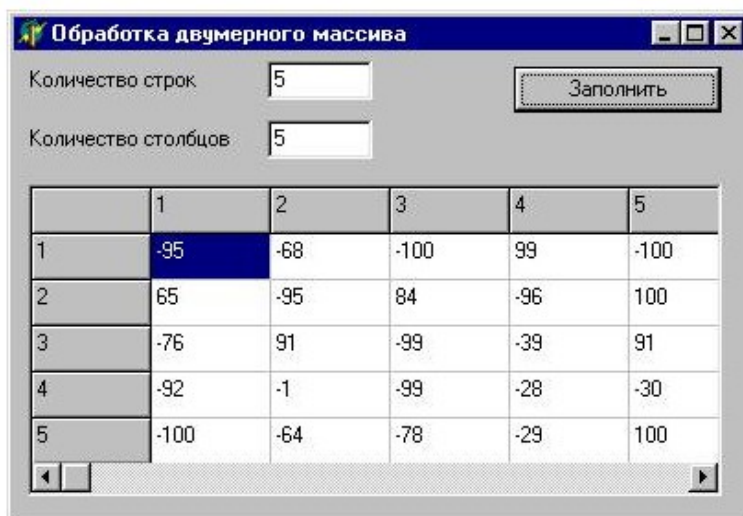 Обработка двумерного массива
Количество строк 5 Заполнить
Количество столбцов 5
1 2 3 4 5
1 -95 -68 -100 99 -100
2 65 -95 84 -96 100
3 -76 91 -99 -39 91
4 -92 -1 -99 -28 -30
5 -100 -64 -78 -29 100